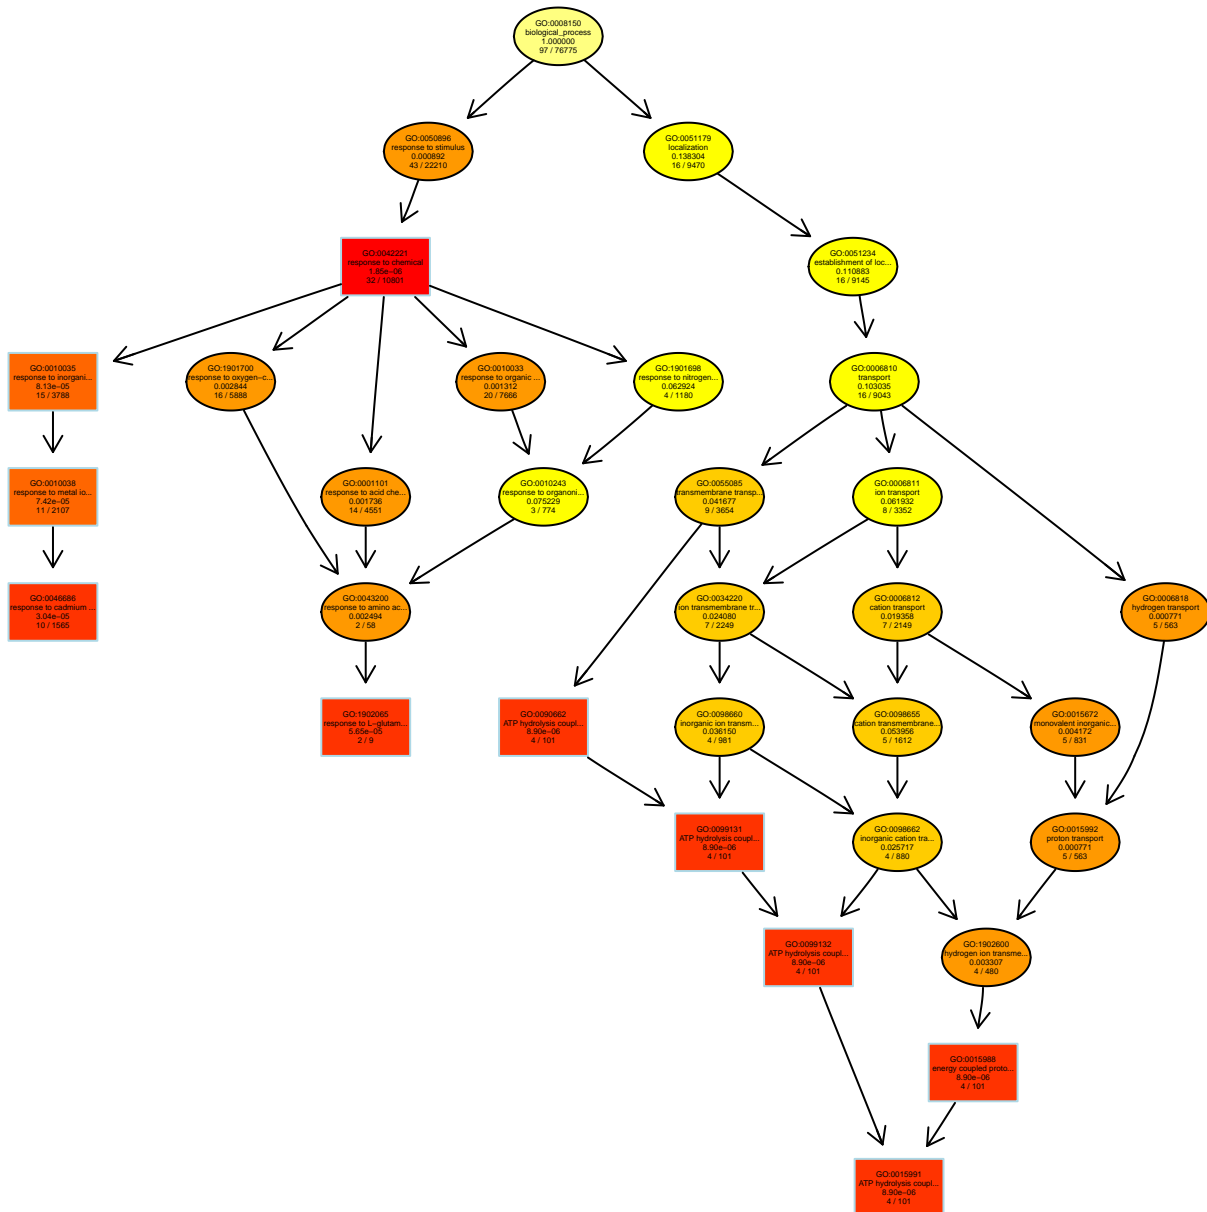 GO:0008150
biological_process
1.000000
97 / 76775
GO:0050896
response to stimulus
0.000892
43 / 22210
GO:0051179
localization
0.138304
16 / 9470
GO:0042221
response to chemical
1.85e−06
32 / 10801
GO:0051234
establishment of loc...
0.110883
16 / 9145
GO:0010035
response to inorgani...
8.13e−05
15 / 3788
GO:1901700
response to oxygen−c...
0.002844
16 / 5888
GO:0010033
response to organic ...
0.001312
20 / 7666
GO:1901698
response to nitrogen...
0.062924
4 / 1180
GO:0006810
transport
0.103035
16 / 9043
GO:0010038
response to metal io...
7.42e−05
11 / 2107
GO:0001101
response to acid che...
0.001736
14 / 4551
GO:0010243
response to organoni...
0.075229
3 / 774
GO:0055085
transmembrane transp...
0.041677
9 / 3654
GO:0006811
ion transport
0.061932
8 / 3352
GO:0046686
response to cadmium ...
3.04e−05
10 / 1565
GO:0043200
response to amino ac...
0.002494
2 / 58
GO:0034220
ion transmembrane tr...
0.024080
7 / 2249
GO:0006812
cation transport
0.019358
7 / 2149
GO:0006818
hydrogen transport
0.000771
5 / 563
GO:1902065
response to L−glutam...
5.65e−05
2 / 9
GO:0090662
ATP hydrolysis coupl...
8.90e−06
4 / 101
GO:0098660
inorganic ion transm...
0.036150
4 / 981
GO:0098655
cation transmembrane...
0.053956
5 / 1612
GO:0015672
monovalent inorganic...
0.004172
5 / 831
GO:0099131
ATP hydrolysis coupl...
8.90e−06
4 / 101
GO:0098662
inorganic cation tra...
0.025717
4 / 880
GO:0015992
proton transport
0.000771
5 / 563
GO:0099132
ATP hydrolysis coupl...
8.90e−06
4 / 101
GO:1902600
hydrogen ion transme...
0.003307
4 / 480
GO:0015988
energy coupled proto...
8.90e−06
4 / 101
GO:0015991
ATP hydrolysis coupl...
8.90e−06
4 / 101